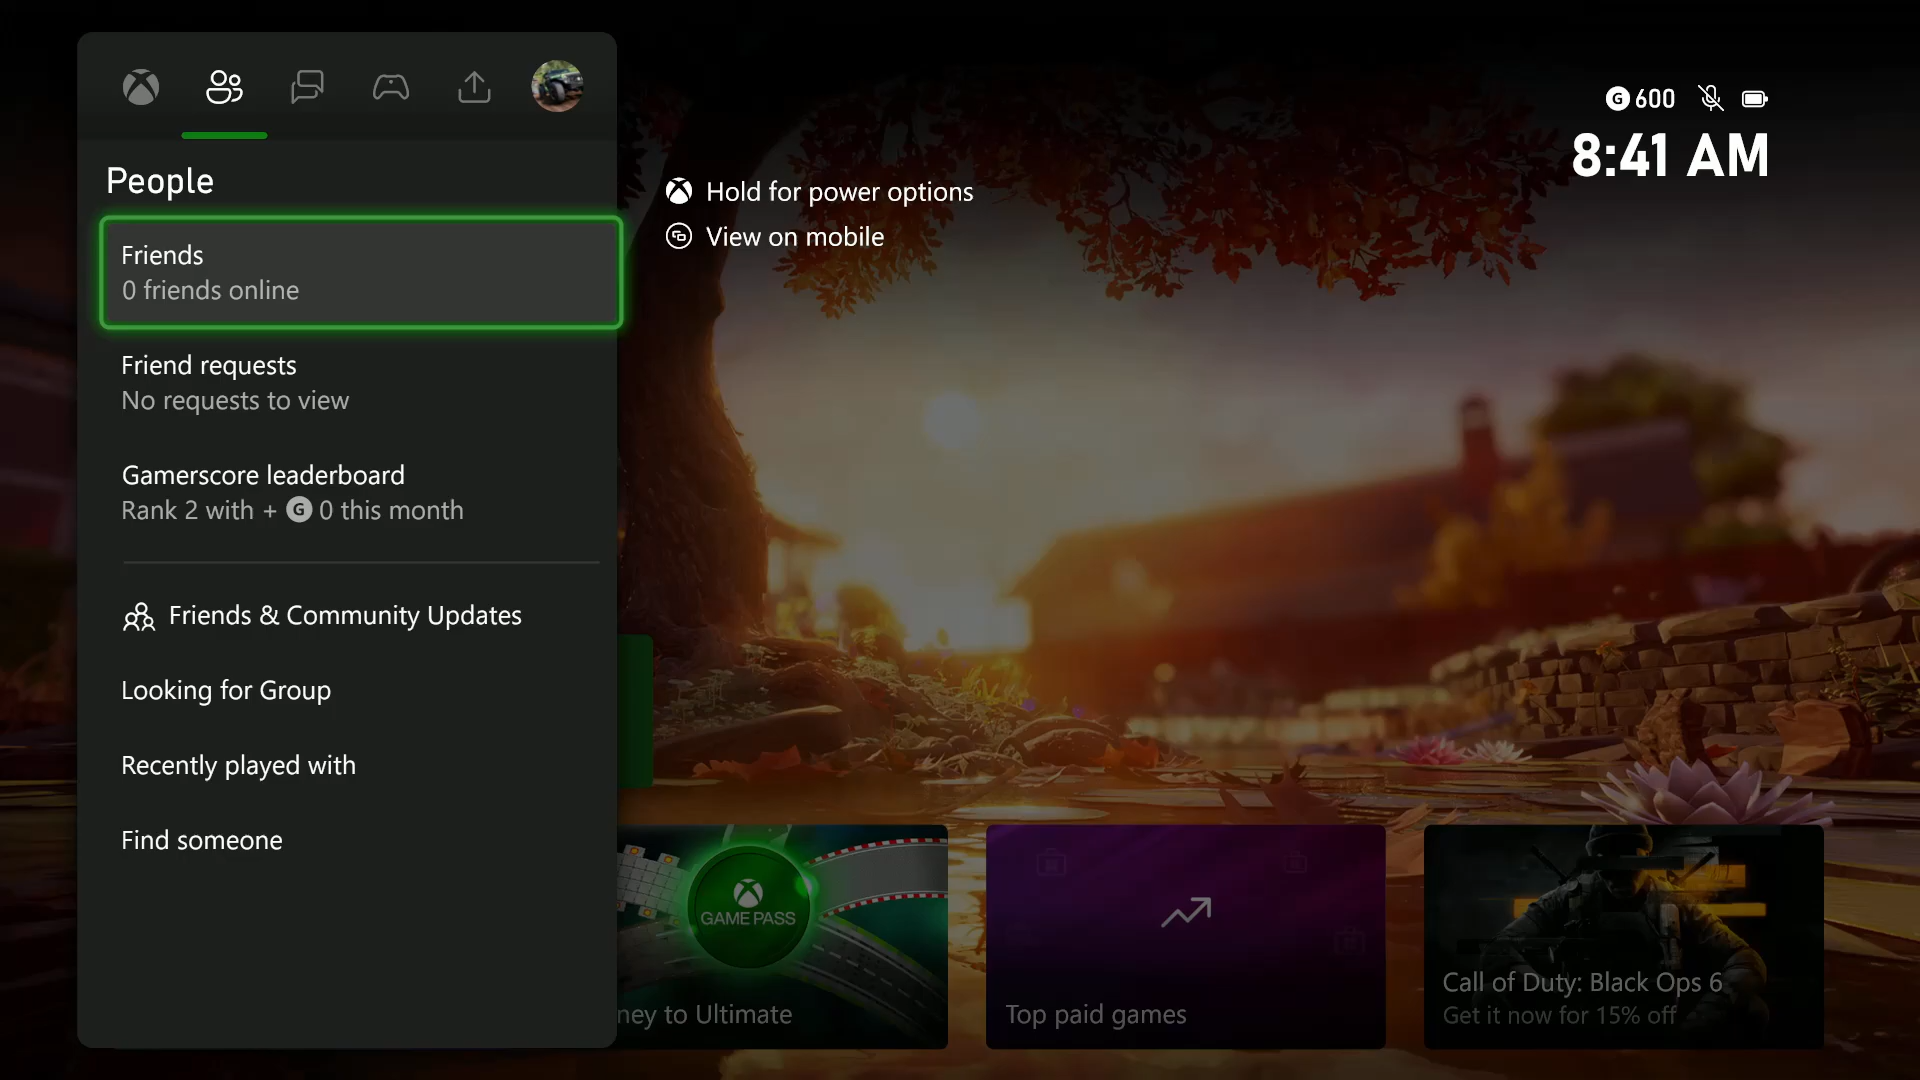 G 600
8:41 AM
People
Hold for power options
View on mobile
Friends
0 friends online
Friend requests
No requests to view
Gamerscore leaderboard
Rank 2 with + G 0 this month
Friends & Community Updates
Looking for Group
Recently played with
Find someone
GAME PASS
ney to Ultimate
Top paid games
Call of Duty: Black Ops 6
Get it now for 15% off